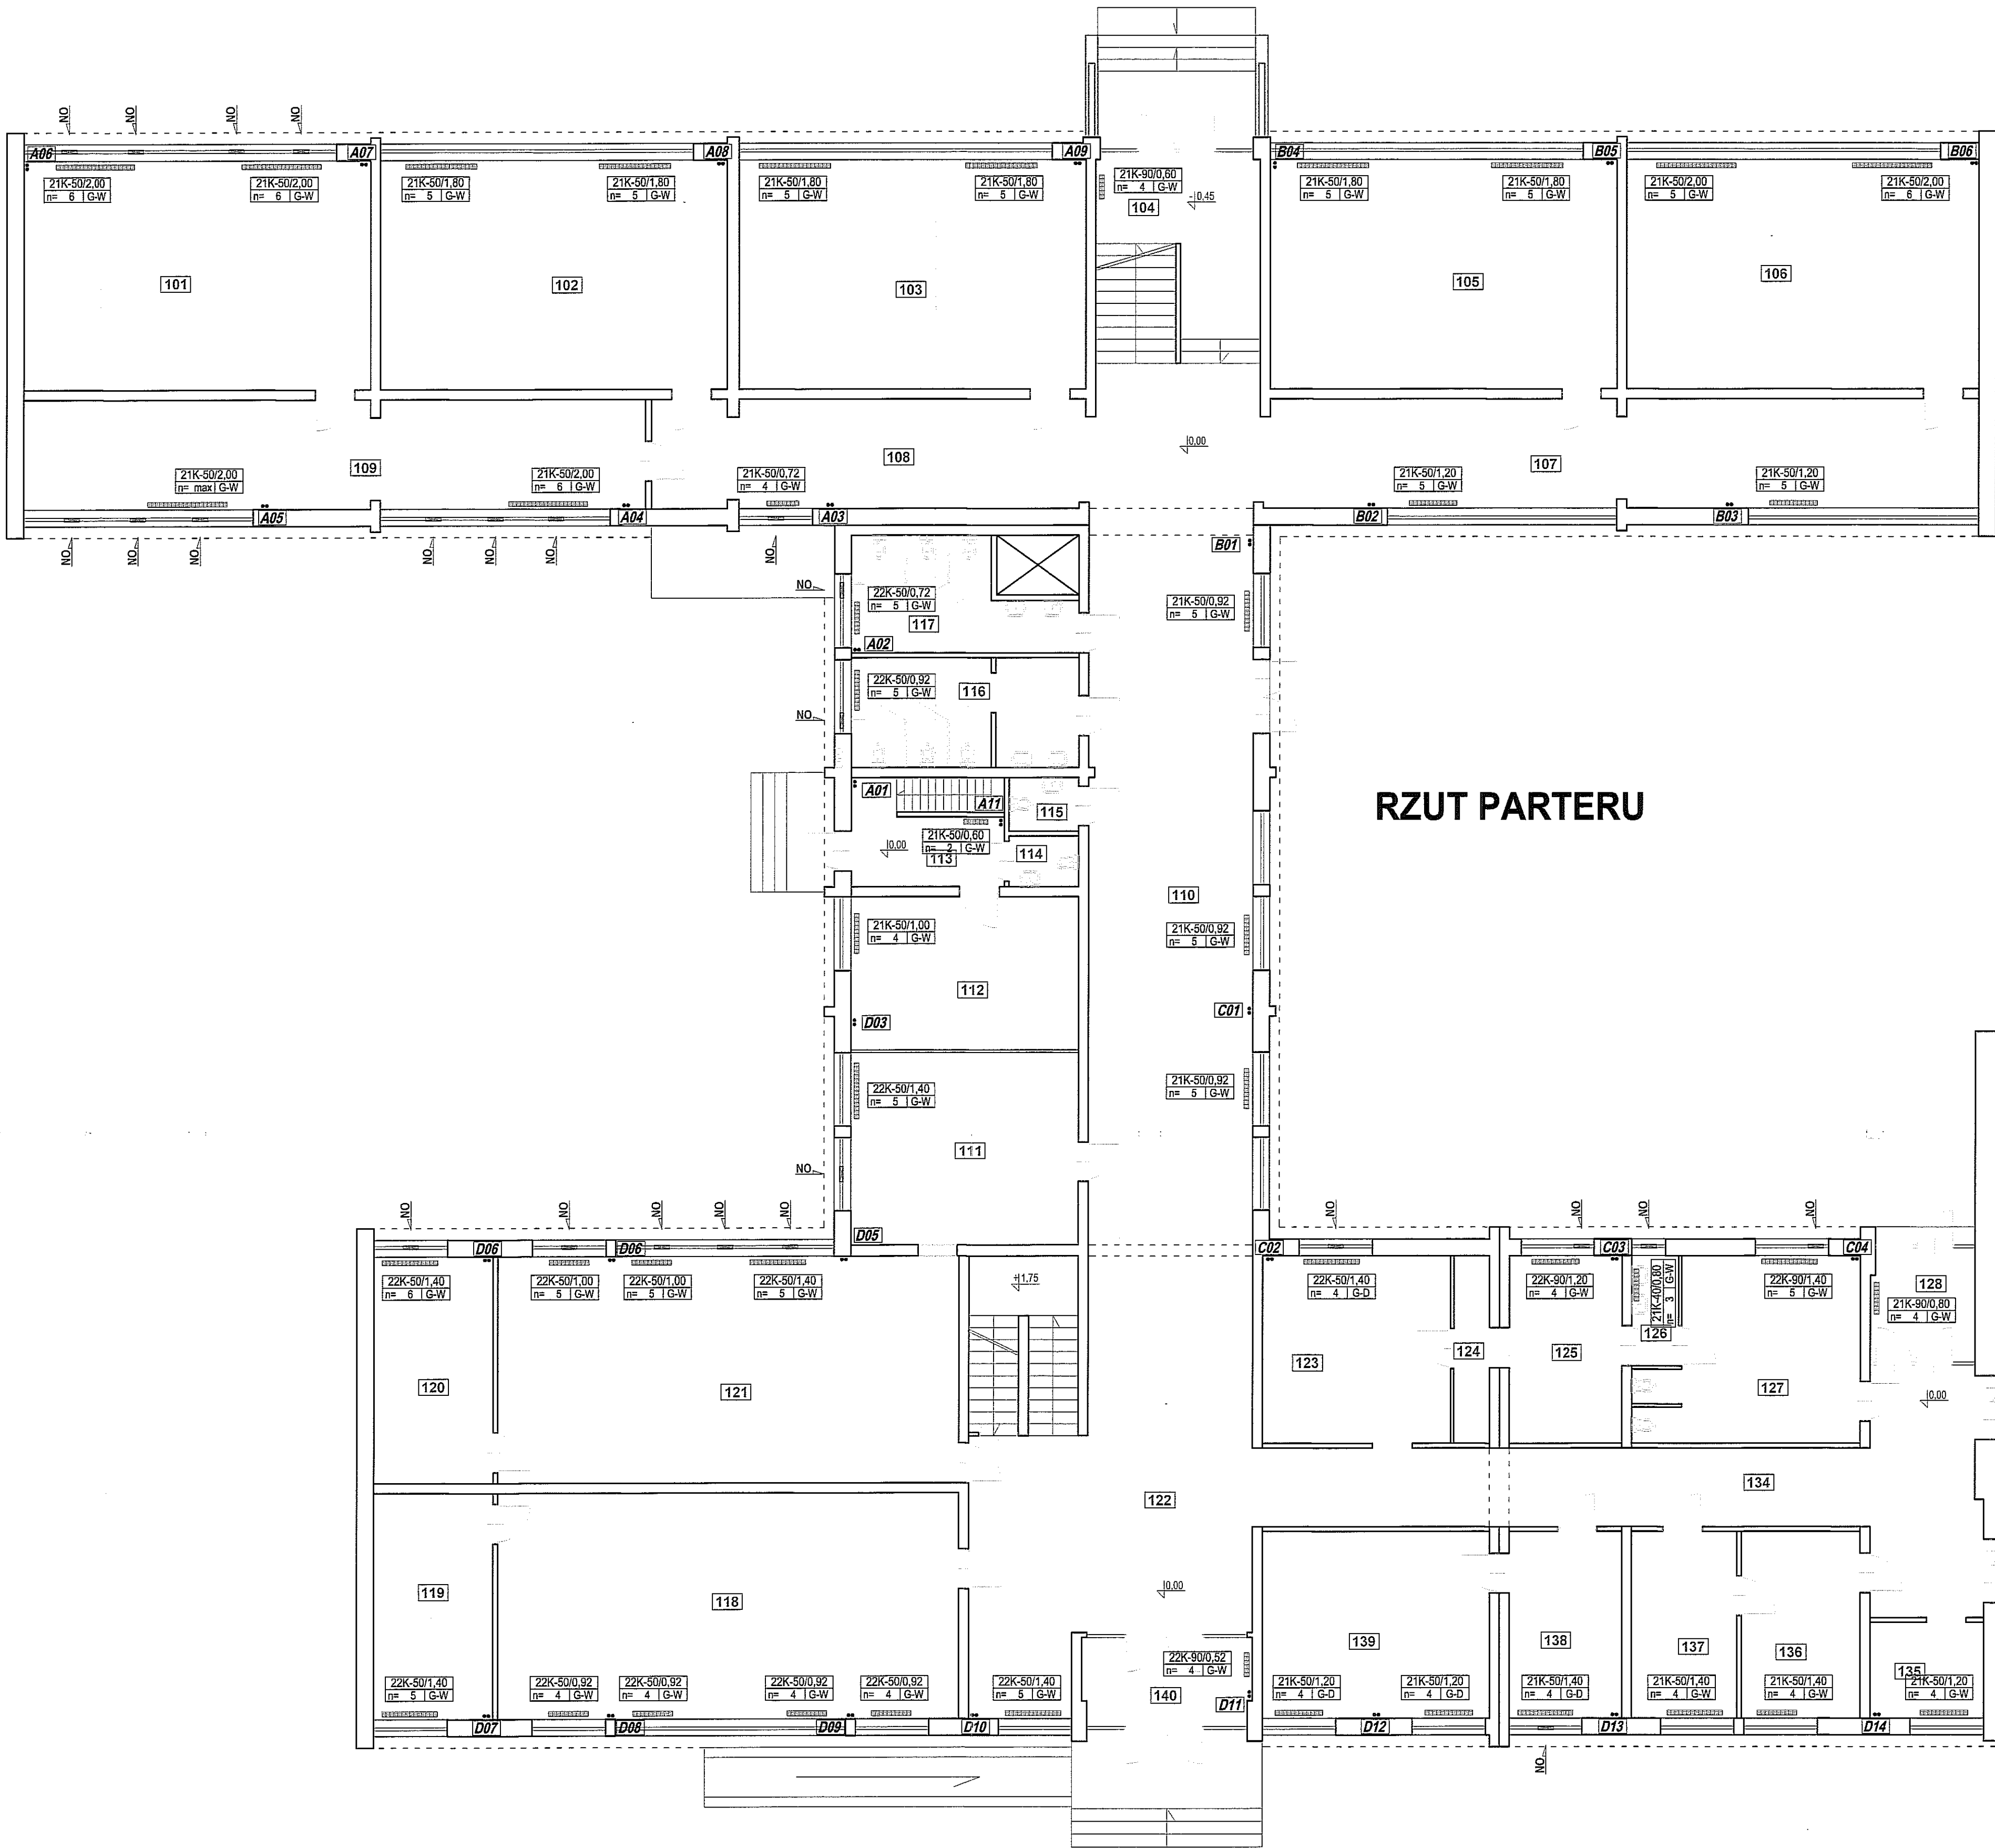 NO NO NO NO
A06 A07 A08 A09 B04 B05 B06
21K-50/2,00
n= 6 G-W
21K-50/2,00
n= 6 G-W
21K-50/1,80
n= 5 G-W
21K-50/1,80
n= 5 G-W
21K-50/1,80
n= 5 G-W
21K-50/1,80
n= 5 G-W
21K-90/0,60
n= 4 G-W
104
-0,45
21K-50/1,80
n= 5 G-W
21K-50/1,80
n= 5 G-W
21K-50/2,00
n= 5 G-W
21K-50/2,00
n= 6 G-W
101
102
103
105
106
109
108
0,00
107
21K-50/2,00
n= max G-W
21K-50/2,00
n= 6 G-W
21K-50/0,72
n= 4 G-W
21K-50/1,20
n= 5 G-W
21K-50/1,20
n= 5 G-W
A05 A04 A03 B02 B03
NO NO NO NO NO NO NO
B01
NO
22K-50/0,72
n= 5 G-W
117
21K-50/0,92
n= 5 G-W
A02
22K-50/0,92
n= 5 G-W
116
NO
A01
A11
115
RZUT PARTERU
21K-50/0,60
n= 2 G-W
0,00
113
114
110
21K-50/1,00
n= 4 G-W
21K-50/0,92
n= 5 G-W
112
D03
C01
22K-50/1,40
n= 5 G-W
21K-50/0,92
n= 5 G-W
111
NO
NO NO NO NO NO
NO NO NO NO
D06 D06 D05 C02 C03 C04
22K-50/1,40
n= 6 G-W
22K-50/1,00
n= 5 G-W
22K-50/1,00
n= 5 G-W
22K-50/1,40
n= 5 G-W
+1.75
22K-50/1,40
n= 4 G-D
22K-90/1,20
n= 4 G-W
21K-40/0,80
n= 3 G-W
22K-90/1,40
n= 5 G-W
128
21K-90/0,80
n= 4 G-W
120
121
123
124
125
126
127
0,00
122
134
119
118
0,00
139
138
137
136
135
22K-50/1,40
n= 5 G-W
22K-50/0,92
n= 4 G-W
22K-50/0,92
n= 4 G-W
22K-50/0,92
n= 4 G-W
22K-50/0,92
n= 4 G-W
22K-50/1,40
n= 5 G-W
22K-90/0,52
n= 4 G-W
140
D11
21K-50/1,20
n= 4 G-D
21K-50/1,20
n= 4 G-D
21K-50/1,40
n= 4 G-D
21K-50/1,40
n= 4 G-W
21K-50/1,40
n= 4 G-W
21K-50/1,20
n= 4 G-W
D07 D08 D09 D10 D12 D13 D14
NO